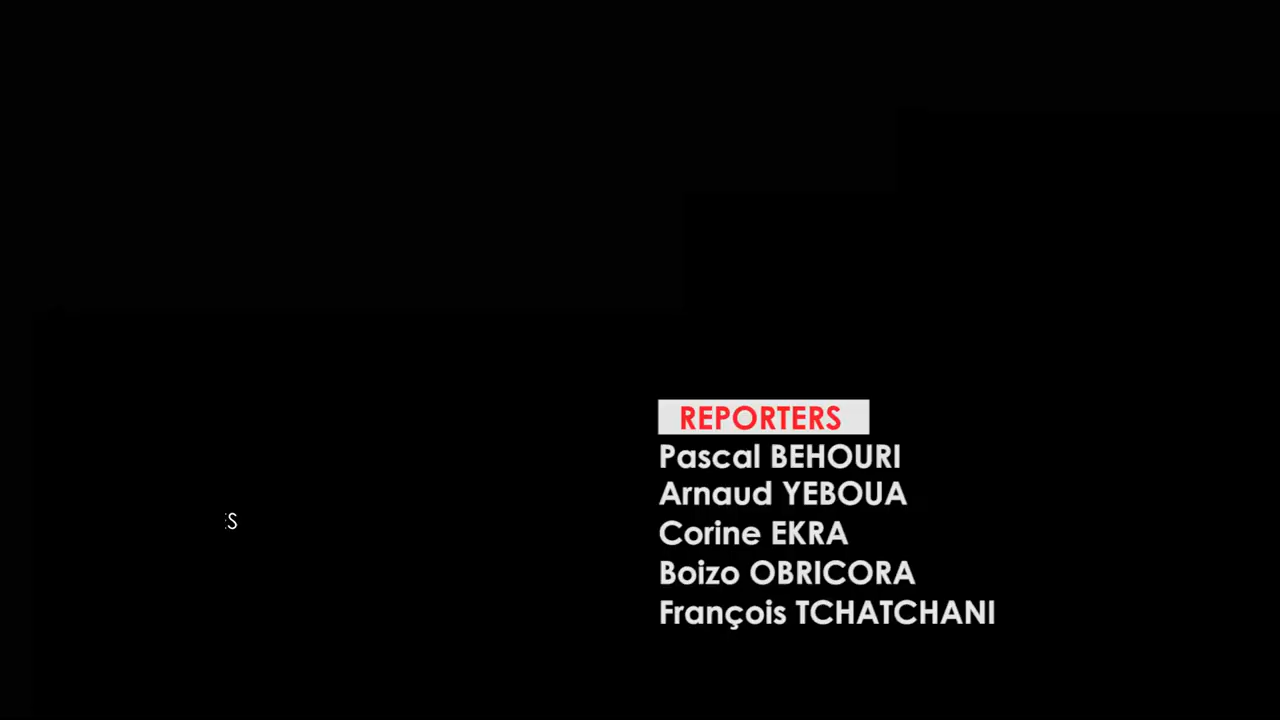 REPORTERS
Pascal BEHOURI
Arnaud YEBOUA
Corine EKRA
Boizo OBRICORA
François TCHATCHANI